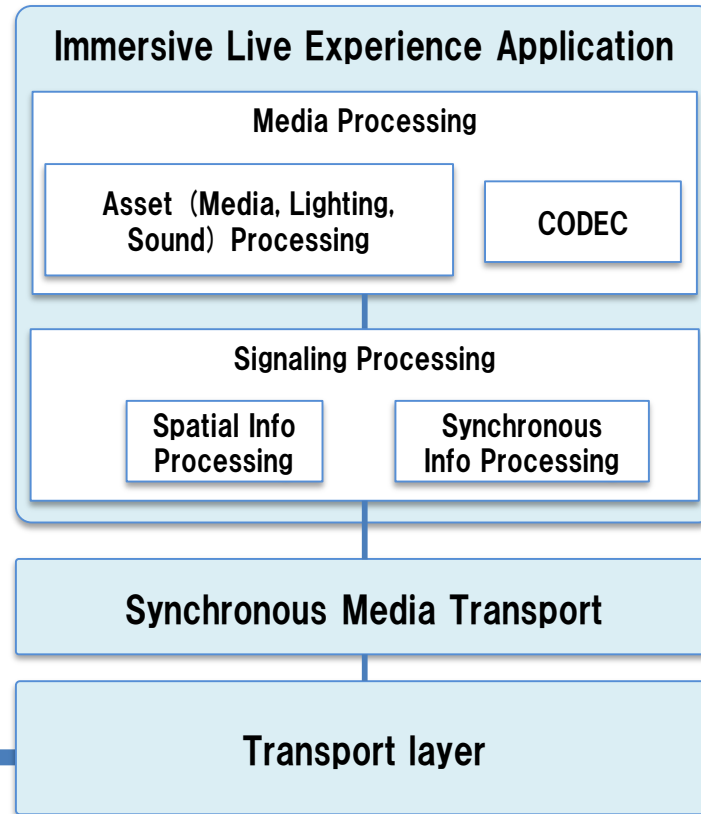 Immersive Live Experience Application
Media Processing
Asset (Media, Lighting,
Sound) Processing
CODEC
Signaling Processing
Spatial Info
Processing
Synchronous
Info Processing
Synchronous Media Transport
Transport layer